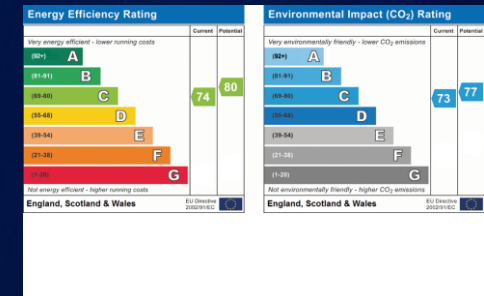 Energy Efficiency Rating
Current Potential
Very energy efficient - lower running costs
(92+) A
(81-91) B
(69-80) C
(55-68) D
(39-54) E
(21-38) F
(1-20) G
74
80
Not energy efficient - higher running costs
England, Scotland & Wales
EU Directive
2002/91/EC
Environmental Impact (CO₂) Rating
Current Potential
Very environmentally friendly - lower CO₂ emissions
(92+) A
(81-91) B
(69-80) C
(55-68) D
(39-54) E
(21-38) F
(1-20) G
73
77
Not environmentally friendly - higher CO₂ emissions
England, Scotland & Wales
EU Directive
2002/91/EC